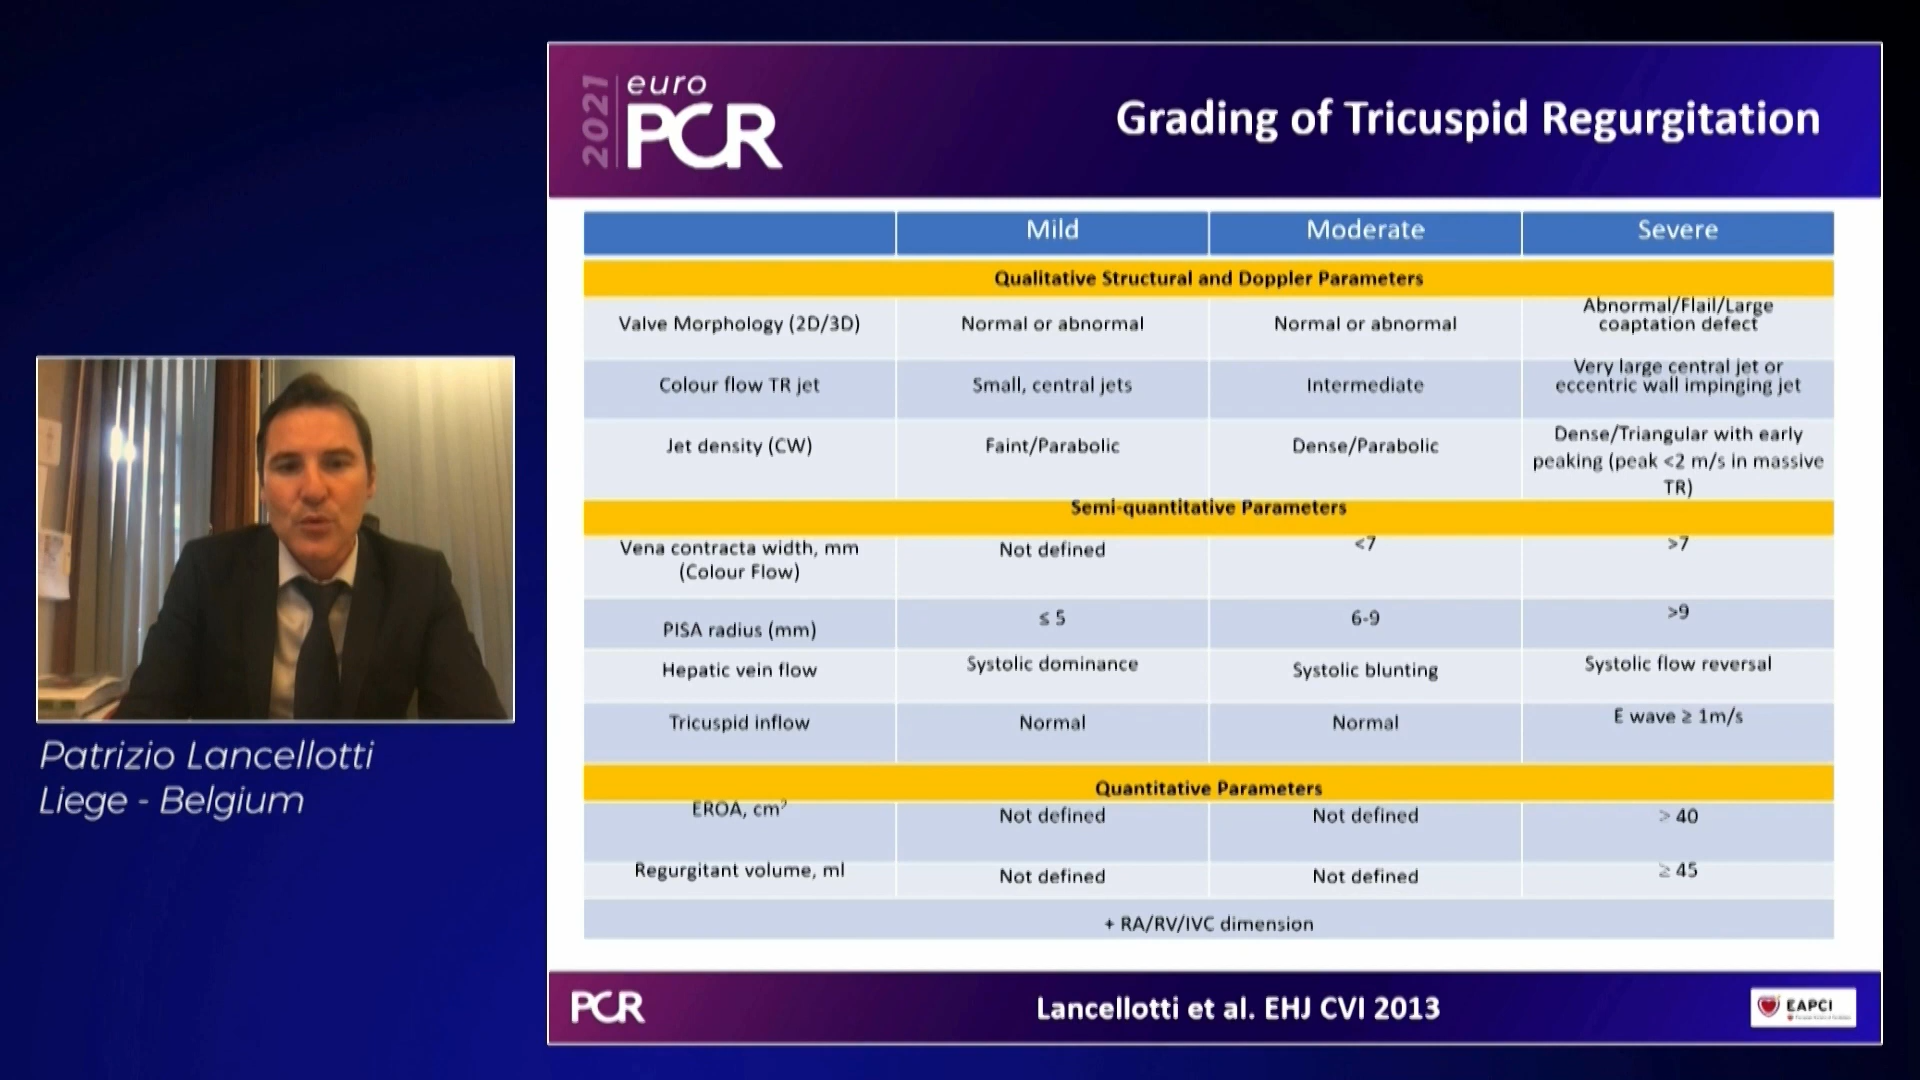 2021
euro
PCR
Grading of Tricuspid Regurgitation
Mild Moderate Severe
Qualitative Structural and Doppler Parameters
Valve Morphology (2D/3D) Normal or abnormal Normal or abnormal Abnormal/Flail/Large
coaptation defect
Colour flow TR jet Small, central jets Intermediate Very large central jet or
eccentric wall impinging jet
Jet density (CW) Faint/Parabolic Dense/Parabolic Dense/Triangular with early
peaking (peak <2 m/s in massive
TR)
Semi-quantitative Parameters
Vena contracta width, mm
(Colour Flow) Not defined <7 >7
PISA radius (mm) ≤ 5 6-9 >9
Hepatic vein flow Systolic dominance Systolic blunting Systolic flow reversal
Tricuspid inflow Normal Normal E wave ≥ 1m/s
Quantitative Parameters
EROA, cm² Not defined Not defined > 40
Regurgitant volume, ml Not defined Not defined ≥ 45
+ RA/RV/IVC dimension
PCR
Lancellotti et al. EHJ CVI 2013
EAPCI
Patrizio Lancellotti
Liege - Belgium